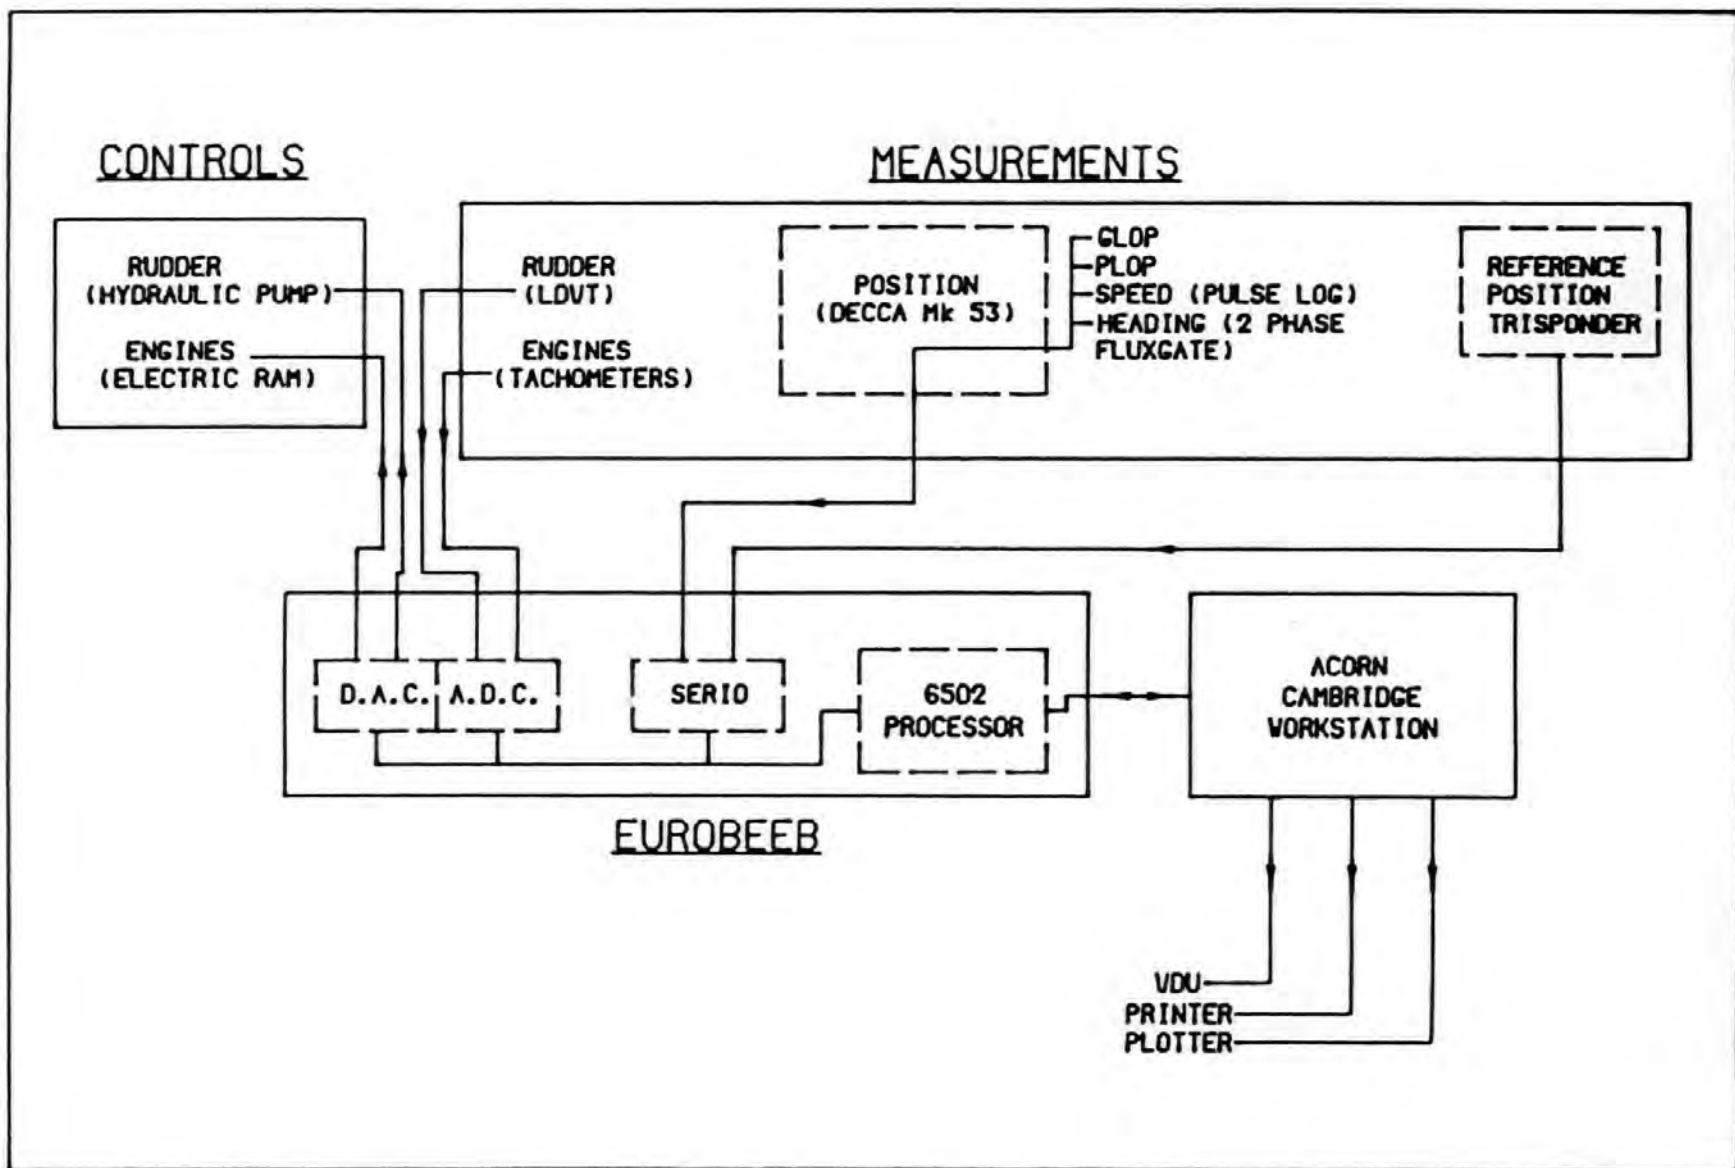 CONTROLS
MEASUREMENTS
RUDDER
(HYDRAULIC PUMP)
ENGINES
(ELECTRIC RAM)
RUDDER
(LDVT)
ENGINES
(TACHOMETERS)
POSITION
(DECCA Mk 53)
GLOP
PLOP
SPEED (PULSE LOG)
HEADING (2 PHASE
FLUXGATE)
REFERENCE
POSITION
TRISPONDER
D.A.C.
A.D.C.
SERIO
6502
PROCESSOR
ACORN
CAMBRIDGE
WORKSTATION
EUROBEEB
VDU
PRINTER
PLOTTER